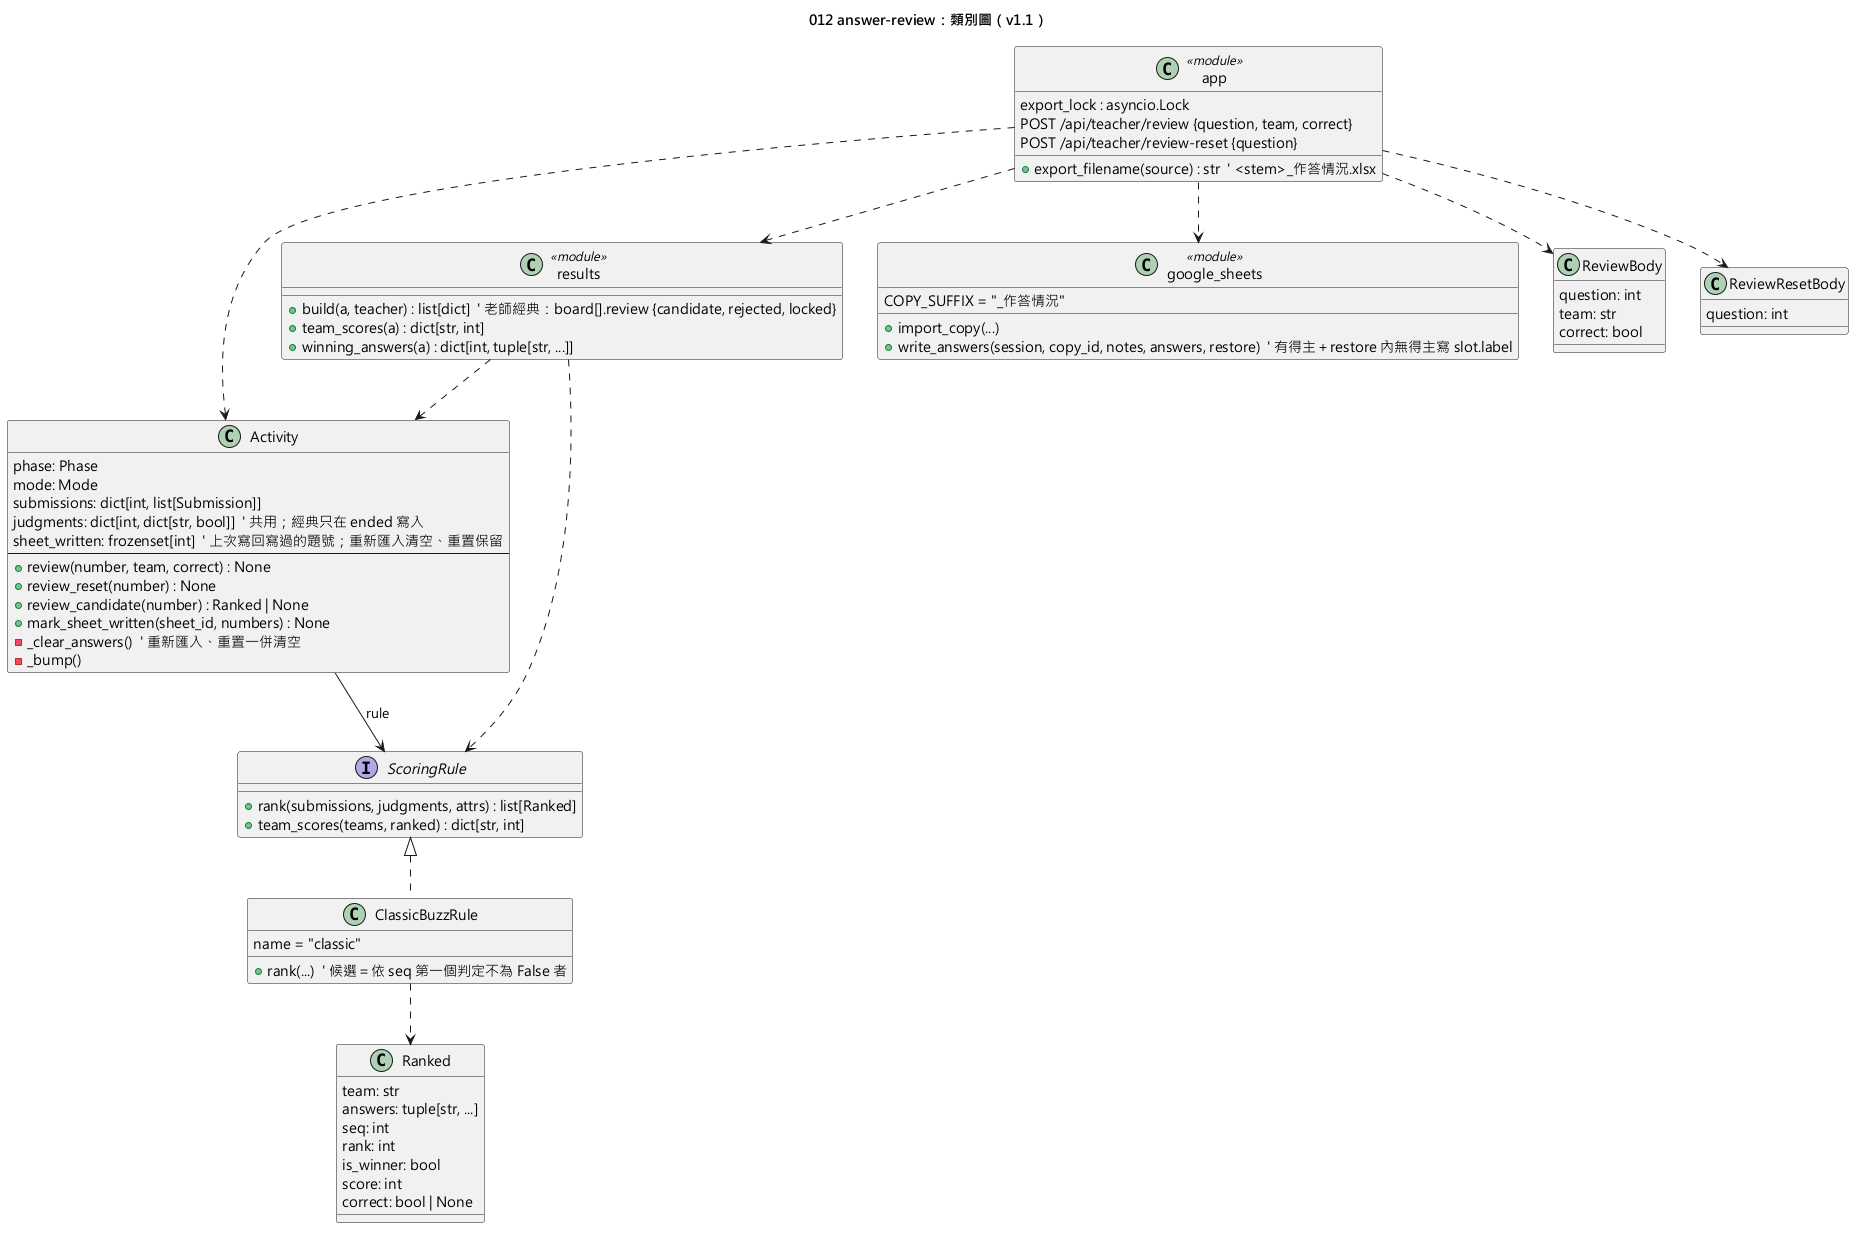 012 answer-review：類別圖（v1.1）
C «module»
app
export_lock : asyncio.Lock
POST /api/teacher/review {question, team, correct}
POST /api/teacher/review-reset {question}
export_filename(source) : str ' <stem>_作答情況.xlsx
C «module»
results
build(a, teacher) : list[dict] ' 老師經典：board[].review {candidate, rejected, locked}
team_scores(a) : dict[str, int]
winning_answers(a) : dict[int, tuple[str, ...]]
C «module»
google_sheets
COPY_SUFFIX = "_作答情況"
import_copy(...)
write_answers(session, copy_id, notes, answers, restore) ' 有得主＋restore 內無得主寫 slot.label
C ReviewBody
question: int
team: str
correct: bool
C ReviewResetBody
question: int
C Activity
phase: Phase
mode: Mode
submissions: dict[int, list[Submission]]
judgments: dict[int, dict[str, bool]] ' 共用；經典只在 ended 寫入
sheet_written: frozenset[int] ' 上次寫回寫過的題號；重新匯入清空、重置保留
review(number, team, correct) : None
review_reset(number) : None
review_candidate(number) : Ranked | None
mark_sheet_written(sheet_id, numbers) : None
_clear_answers() ' 重新匯入、重置一併清空
_bump()
rule
I ScoringRule
rank(submissions, judgments, attrs) : list[Ranked]
team_scores(teams, ranked) : dict[str, int]
C ClassicBuzzRule
name = "classic"
rank(...) ' 候選＝依 seq 第一個判定不為 False 者
C Ranked
team: str
answers: tuple[str, ...]
seq: int
rank: int
is_winner: bool
score: int
correct: bool | None